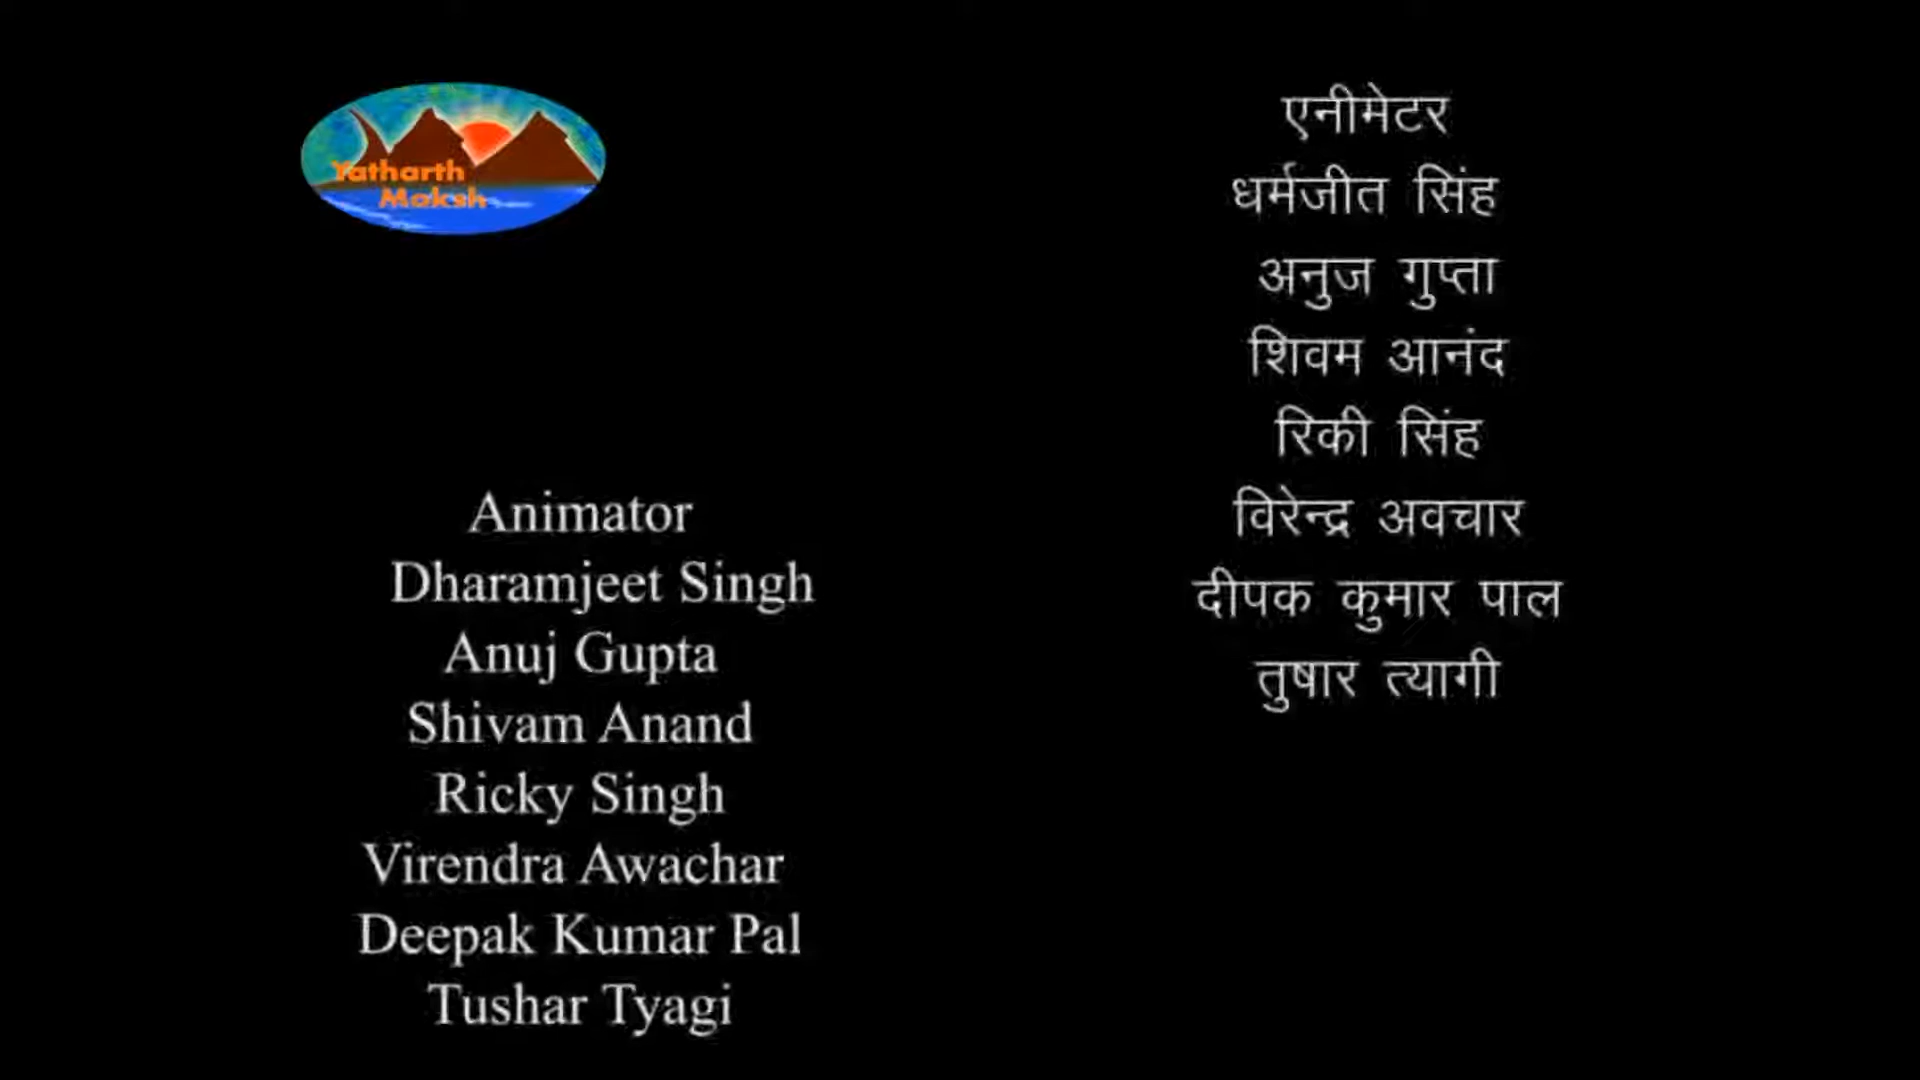 Yatharth
Moksh
Animator
Dharamjeet Singh
Anuj Gupta
Shivam Anand
Ricky Singh
Virendra Awachar
Deepak Kumar Pal
Tushar Tyagi
एनीमेटर
धर्मजीत सिंह
अनुज गुप्ता
शिवम आनंद
रिकी सिंह
विरेन्द्र अवचार
दीपक कुमार पाल
तुषार त्यागी